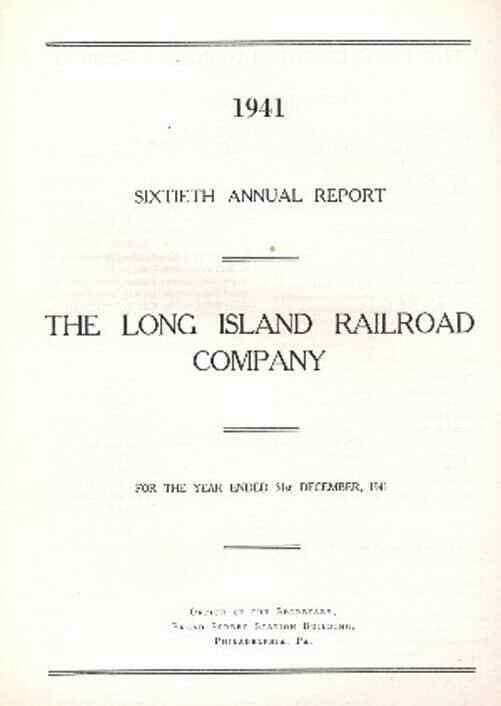 1941
SIXTIETH ANNUAL REPORT
THE LONG ISLAND RAILROAD
COMPANY
FOR THE YEAR ENDED 31st DECEMBER, 1941
OFFICE OF THE SECRETARY,
BROAD STREET STATION BUILDING,
PHILADELPHIA, PA.